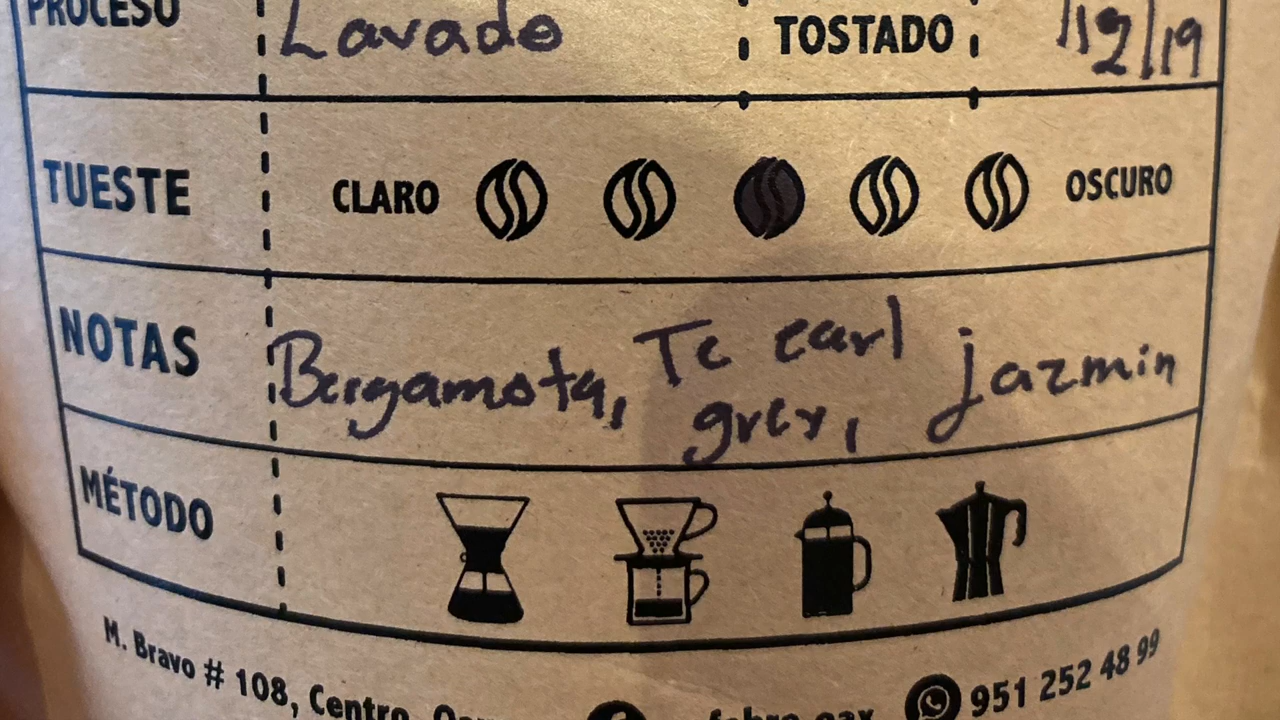 PROCESO Lavado TOSTADO /12/19
TUESTE CLARO OSCURO
NOTAS Bergamota, Te earl grey, jazmin
MÉTODO
M. Bravo # 108, Centro, 951 252 48 99